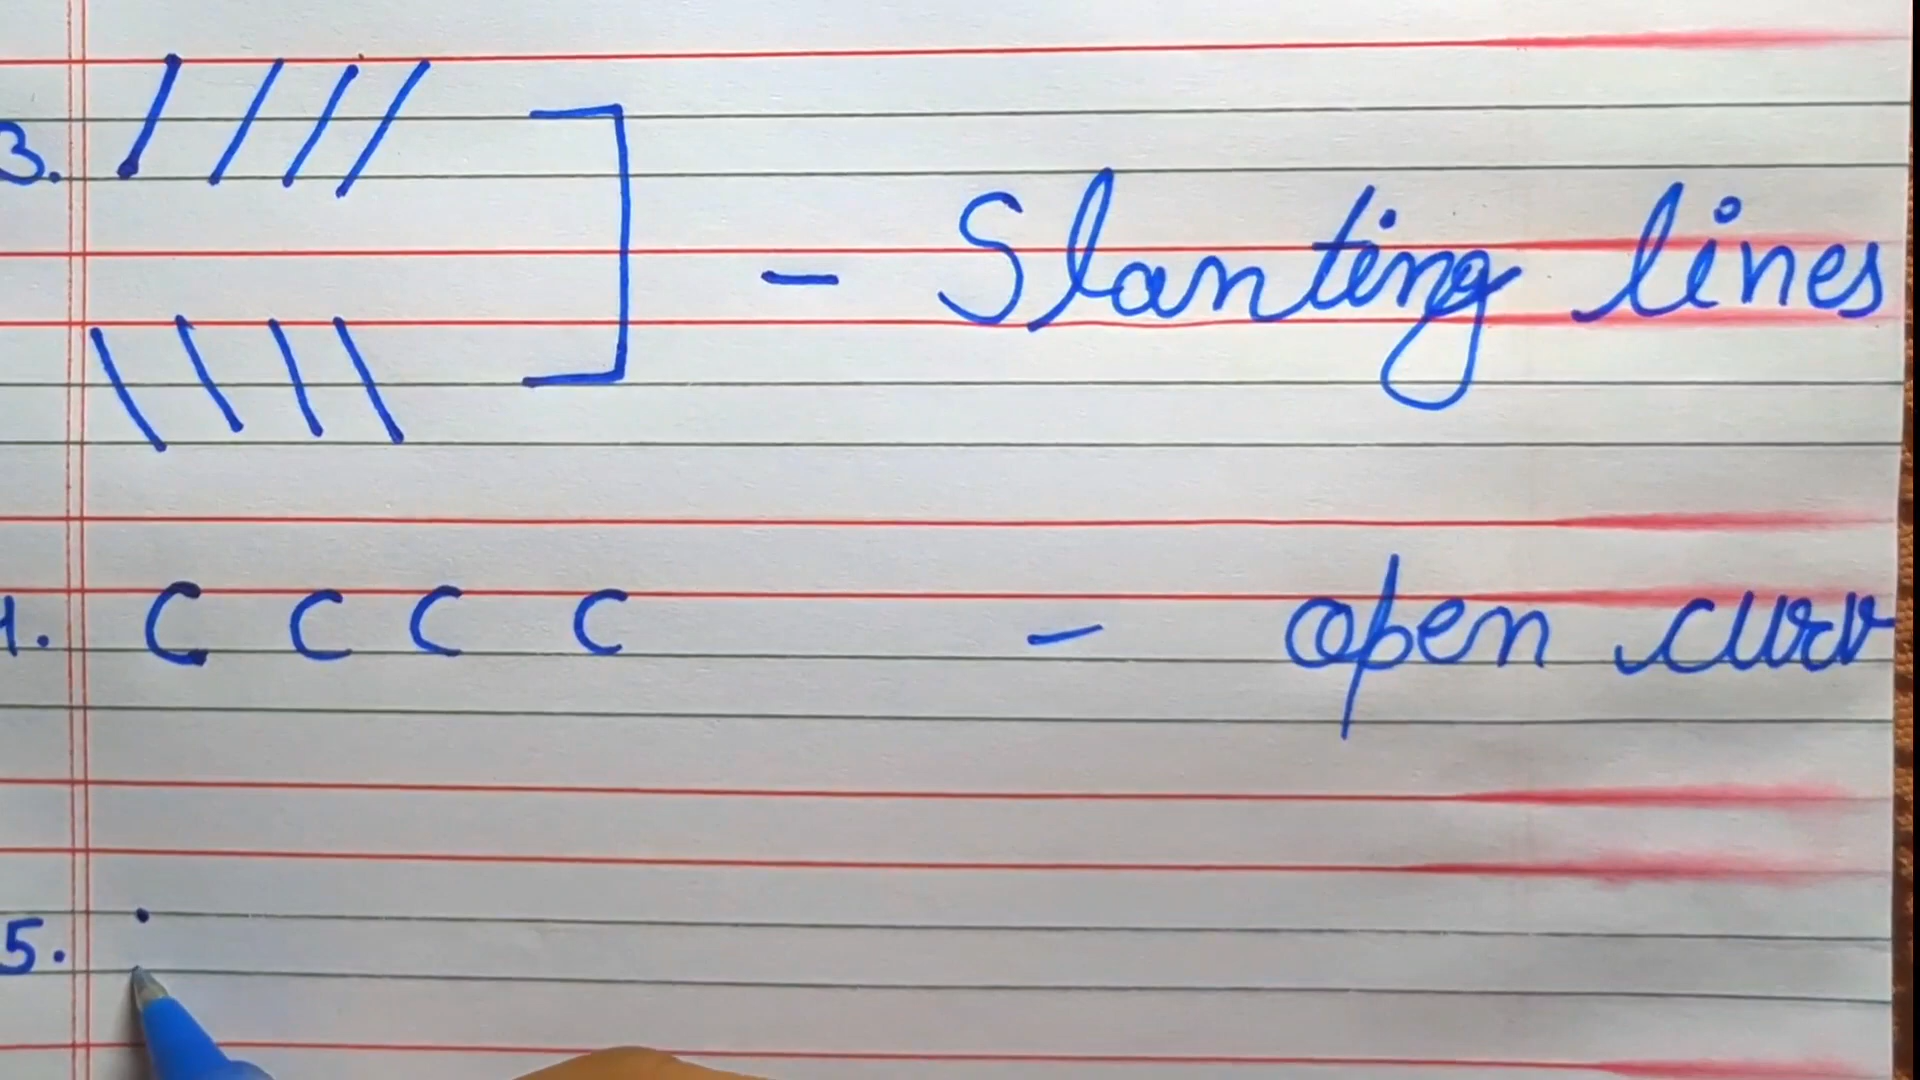 3. / / / /
\ \ \ \ - Slanting lines
4. C C C C - open curv
5.